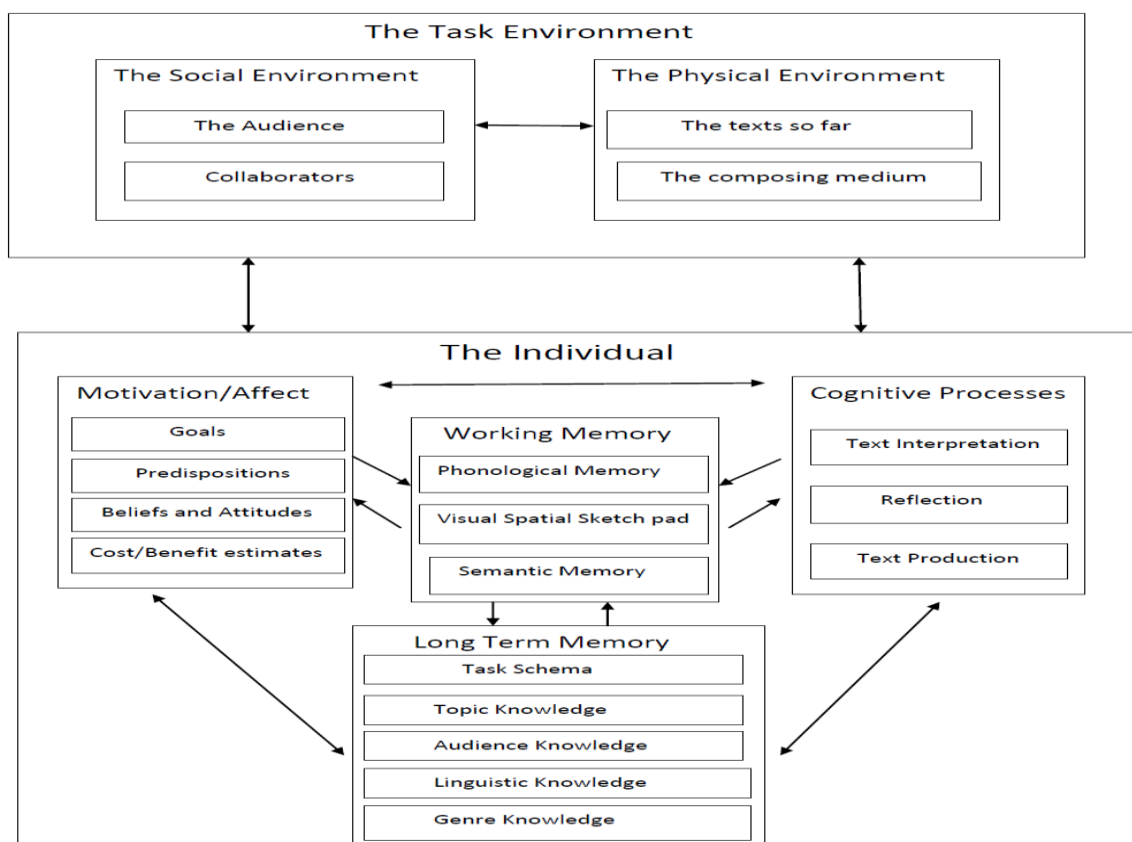 The Task Environment
The Social Environment
The Audience
Collaborators
The Physical Environment
The texts so far
The composing medium
The Individual
Motivation/Affect
Goals
Predispositions
Beliefs and Attitudes
Cost/Benefit estimates
Working Memory
Phonological Memory
Visual Spatial Sketch pad
Semantic Memory
Cognitive Processes
Text Interpretation
Reflection
Text Production
Long Term Memory
Task Schema
Topic Knowledge
Audience Knowledge
Linguistic Knowledge
Genre Knowledge